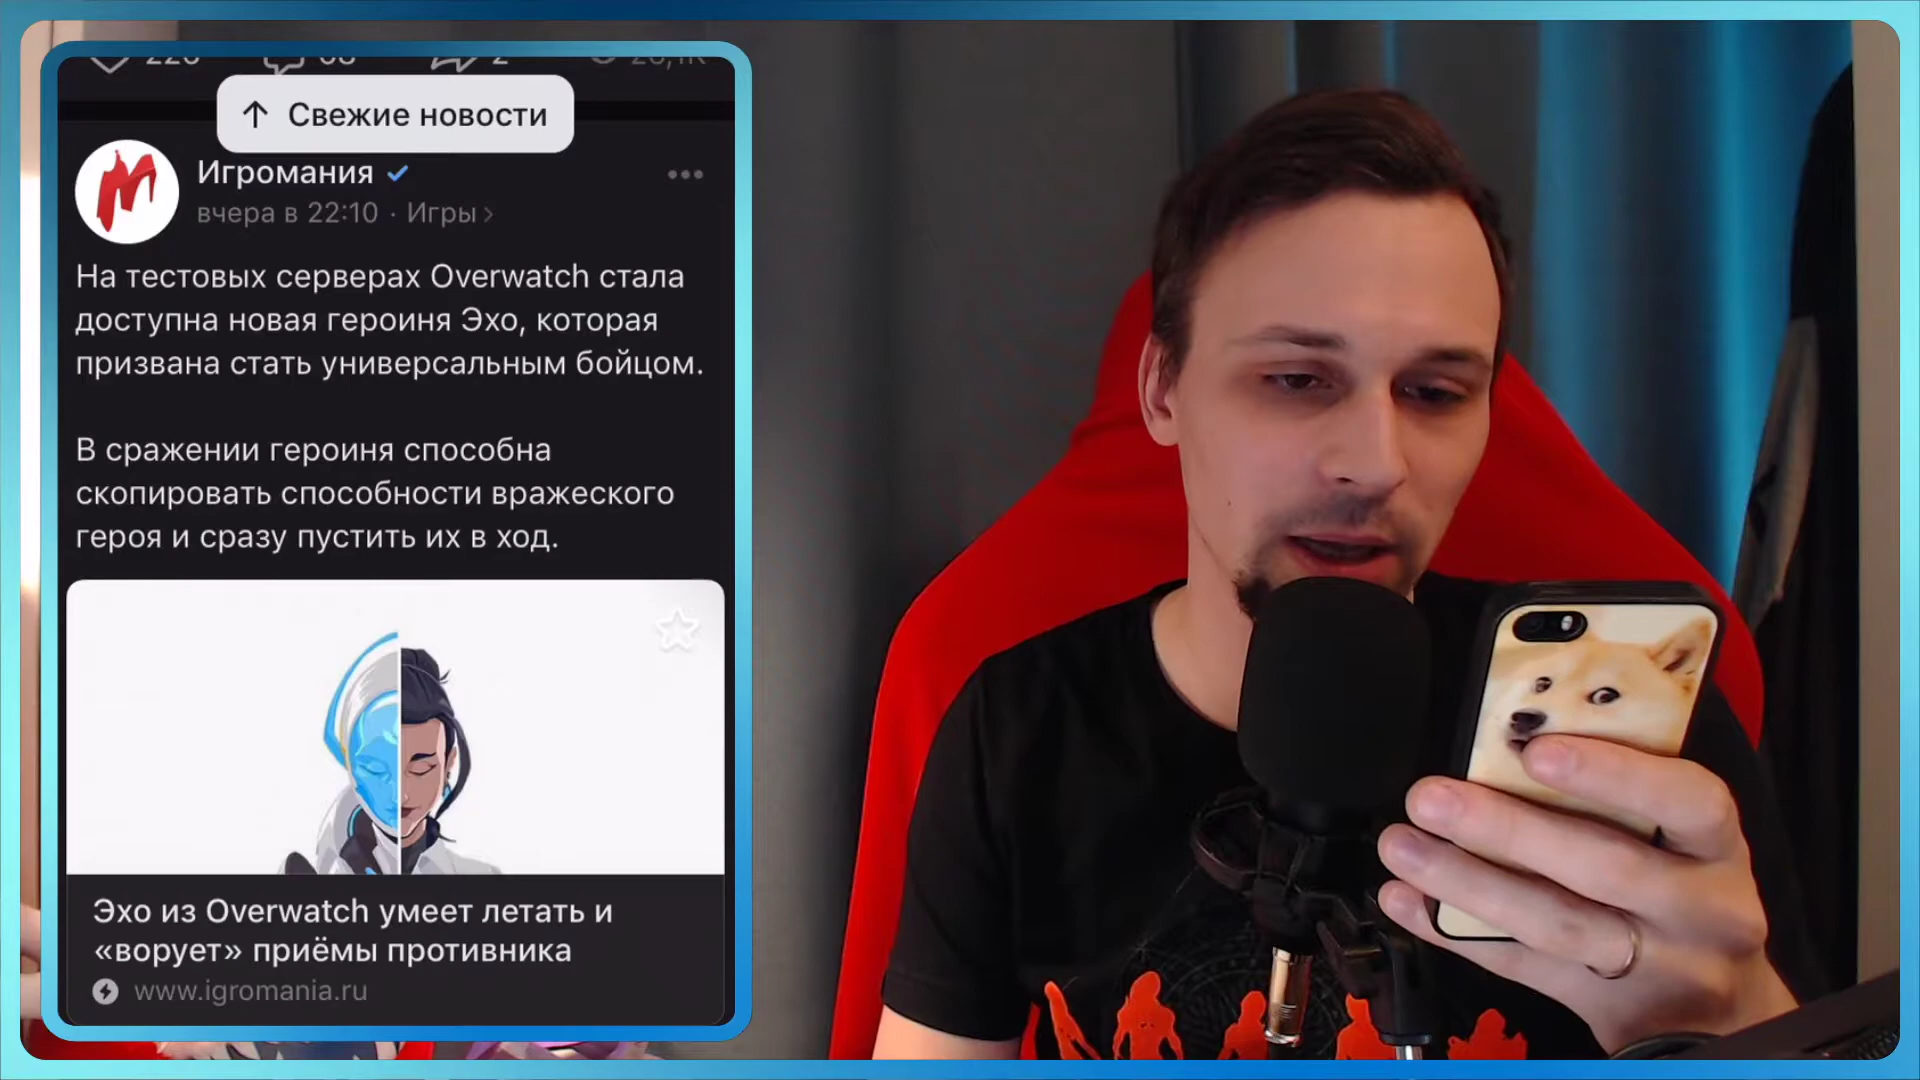 Свежие новости
Игромания
вчера в 22:10 · Игры
На тестовых серверах Overwatch стала
доступна новая героиня Эхо, которая
призвана стать универсальным бойцом.
В сражении героиня способна
скопировать способности вражеского
героя и сразу пустить их в ход.
Эхо из Overwatch умеет летать и
«ворует» приёмы противника
www.igromania.ru